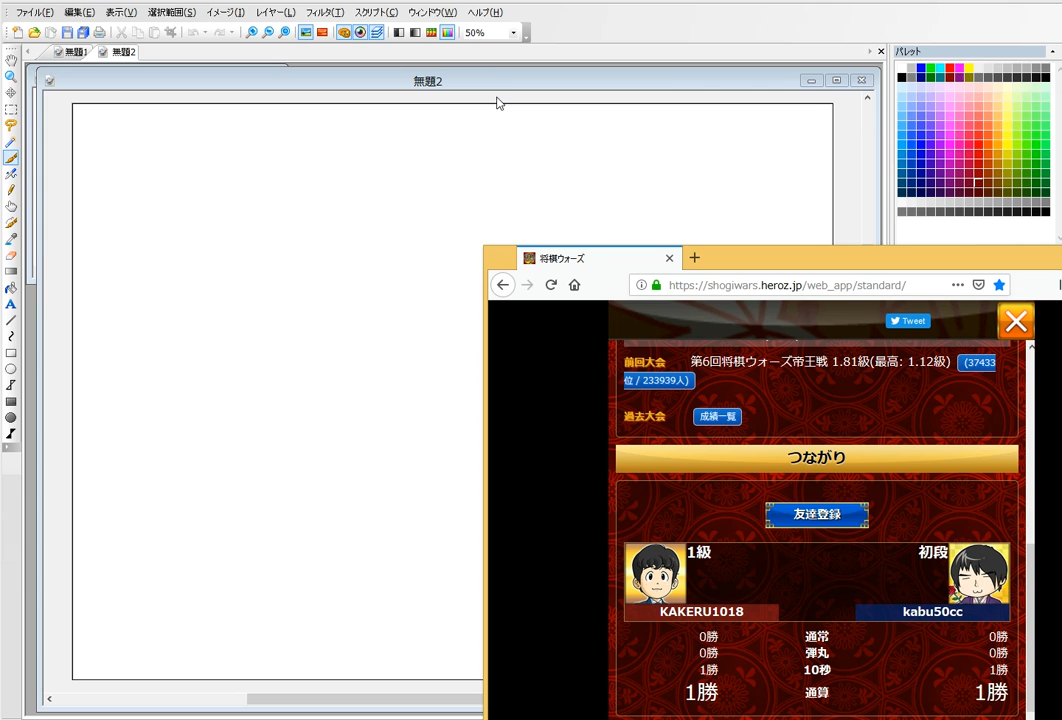 ファイル(F) 編集(E) 表示(V) 選択範囲(S) イメージ(I) レイヤー(L) フィルタ(T) スクリプト(C) ウィンドウ(W) ヘルプ(H)
50%
無題1 無題2
パレット
無題2
将棋ウォーズ
https://shogiwars.heroz.jp/web_app/standard/
Tweet
前回大会 第6回将棋ウォーズ帝王戦 1.81級(最高: 1.12級) (37433
位 / 233939人)
過去大会 成績一覧
つながり
友達登録
1級 初段
KAKERU1018 kabu50cc
0勝 通常 0勝
0勝 弾丸 0勝
1勝 10秒 1勝
1勝 通算 1勝